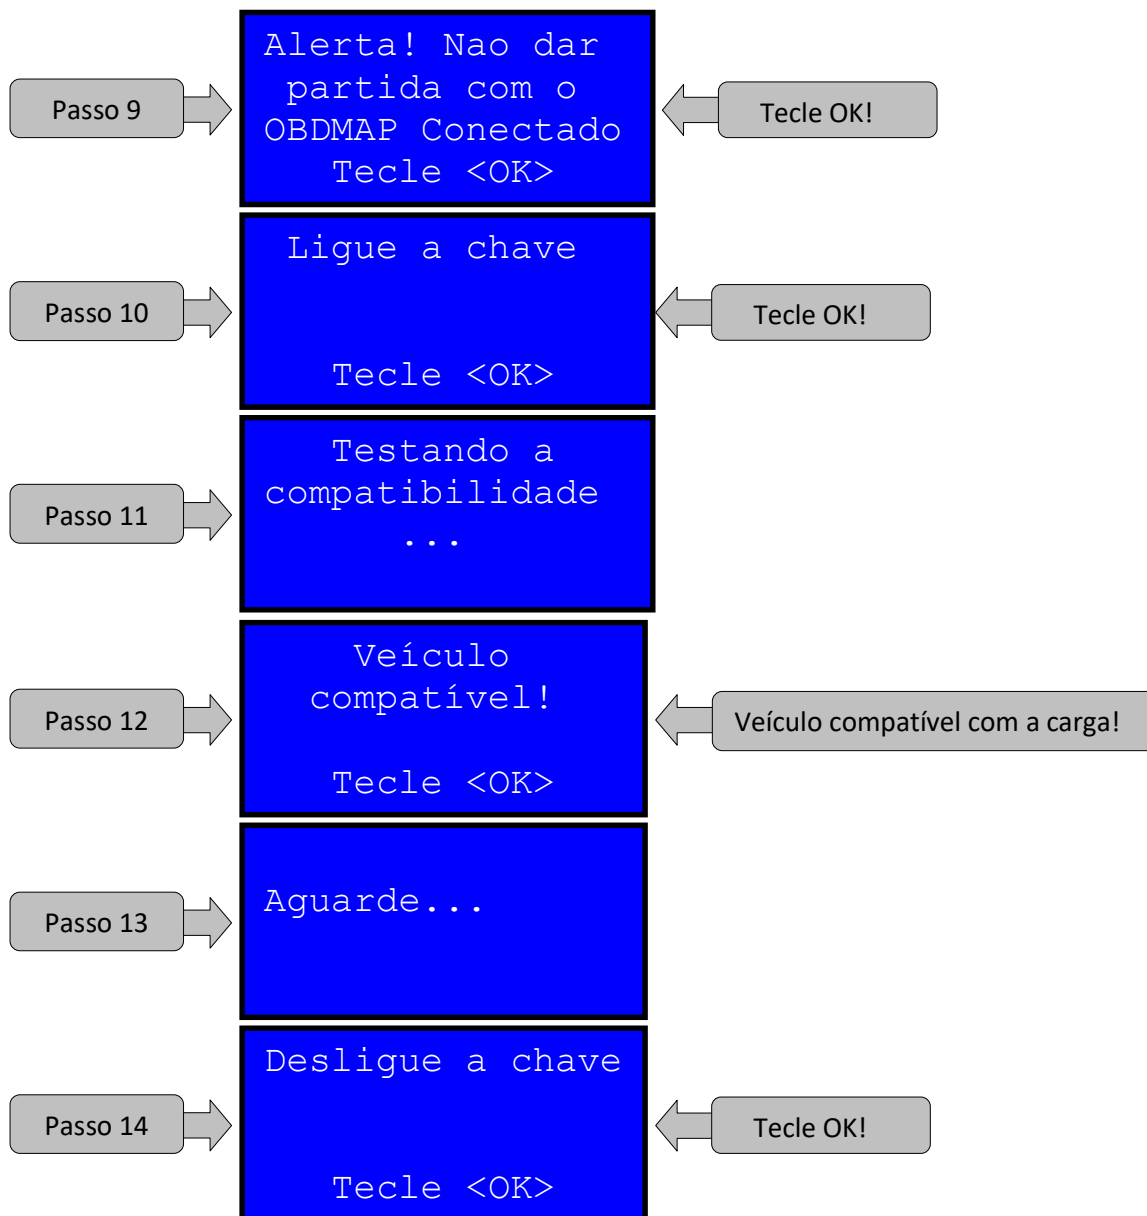 Passo 9
Alerta! Nao dar
partida com o
OBDMAP Conectado
Tecle <OK>
Tecle OK!
Passo 10
Ligue a chave
Tecle <OK>
Tecle OK!
Passo 11
Testando a
compatibilidade
...
Passo 12
Veículo
compatível!
Tecle <OK>
Veículo compatível com a carga!
Passo 13
Aguarde...
Passo 14
Desligue a chave
Tecle <OK>
Tecle OK!